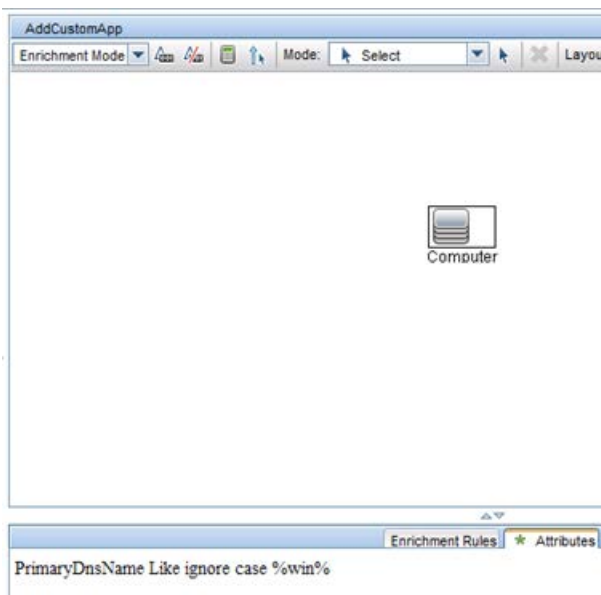 AddCustomApp
Enrichment Mode Mode: Select Layou
Computer
Enrichment Rules * Attributes
PrimaryDnsName Like ignore case %win%